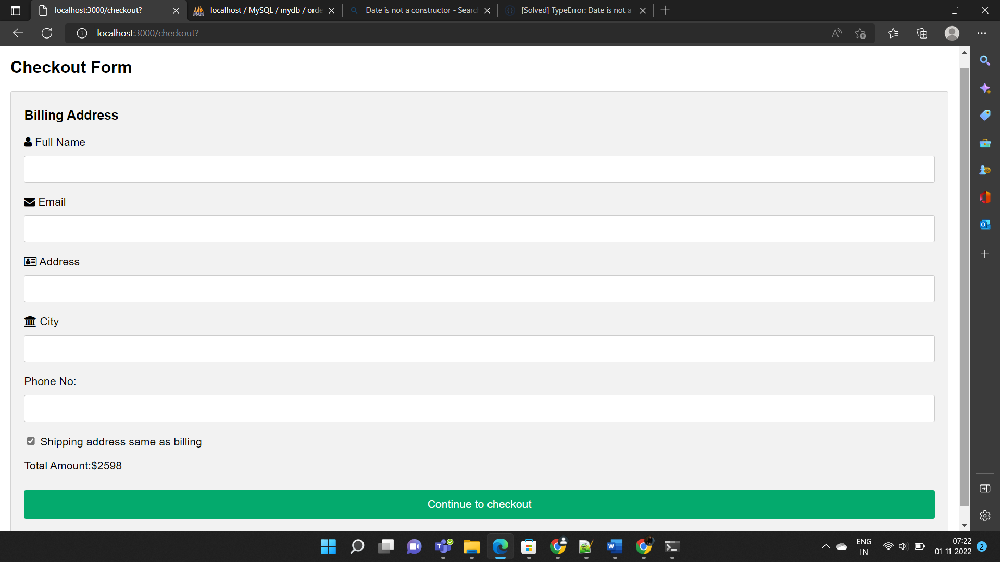 localhost:3000/checkout?
localhost / MySQL / mydb / orde
Date is not a constructor - Searc
[Solved] TypeError: Date is not a
localhost:3000/checkout?
Checkout Form
Billing Address
Full Name
Email
Address
City
Phone No:
Shipping address same as billing
Total Amount:$2598
Continue to checkout
ENG
IN
07:22
01-11-2022
2